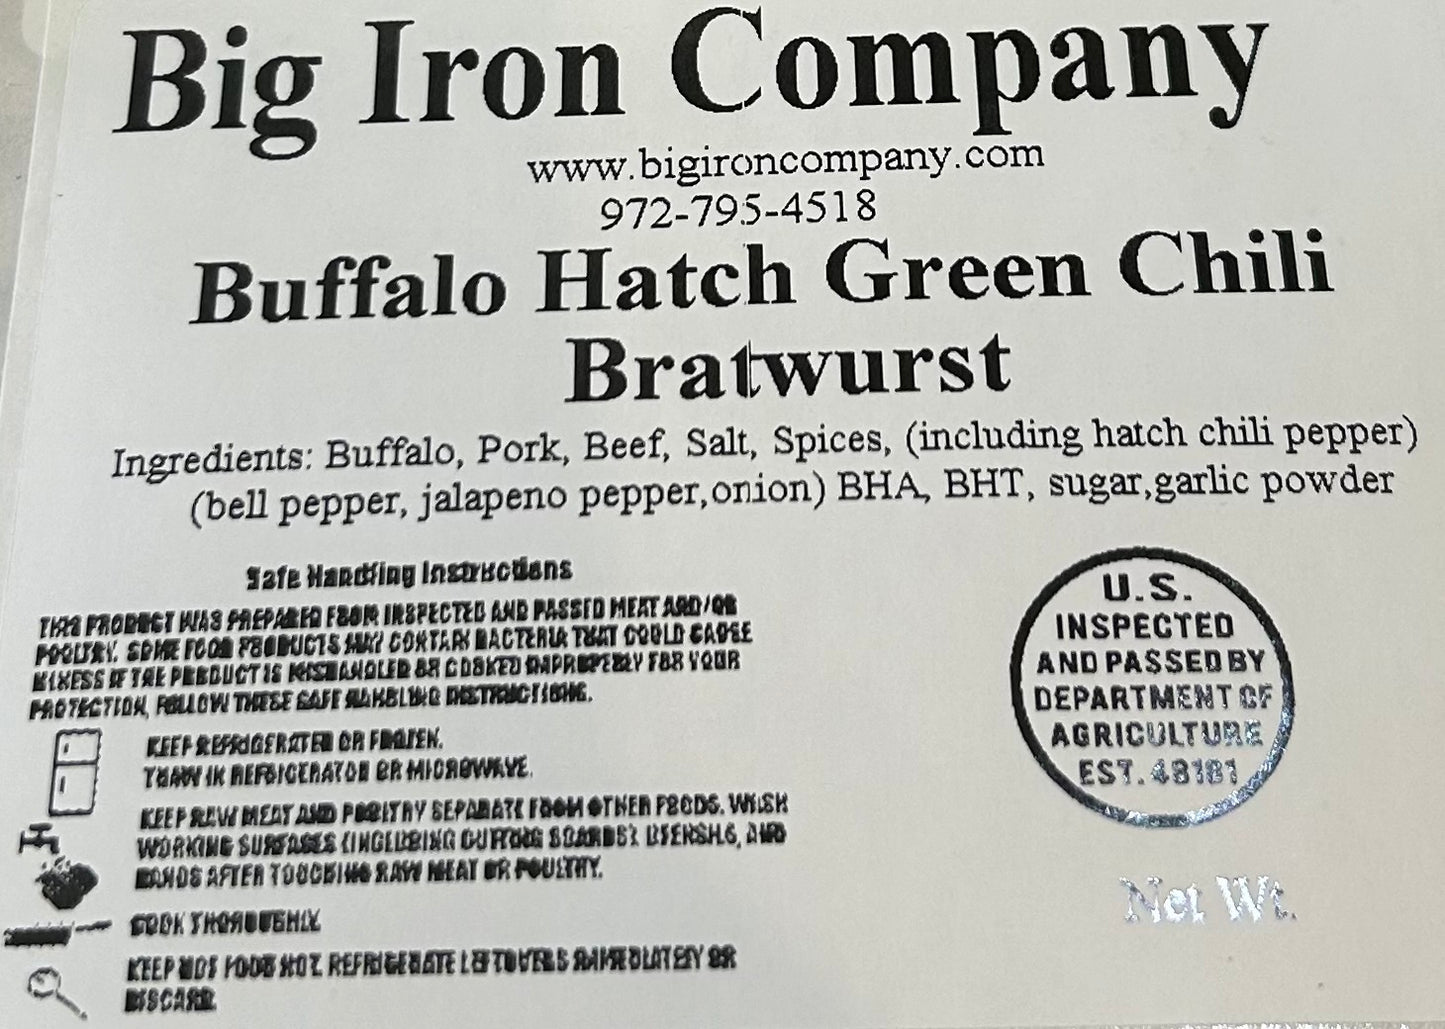 Big Iron Company
www.bigironcompany.com
972-795-4518
Buffalo Hatch Green Chili
Bratwurst
Ingredients: Buffalo, Pork, Beef, Salt, Spices, (including hatch chili pepper)
(bell pepper, jalapeno pepper,onion) BHA, BHT, sugar,garlic powder
Safe Handling Instructions
THIS PRODUCT WAS PREPARED FROM INSPECTED AND PASSED MEAT AND/OR
POULTRY. SOME FOOD PRODUCTS MAY CONTAIN BACTERIA THAT COULD CAUSE
ILLNESS IF THE PRODUCT IS MISHANDLED OR COOKED IMPROPERLY FOR YOUR
PROTECTION, FOLLOW THESE SAFE HANDLING INSTRUCTIONS.
KEEP REFRIGERATED OR FROZEN.
THAW IN REFRIGERATOR OR MICROWAVE.
KEEP RAW MEAT AND POULTRY SEPARATE FROM OTHER FOODS. WASH
WORKING SURFACES (INCLUDING CUTTING BOARDS), UTENSILS, AND
HANDS AFTER TOUCHING RAW MEAT OR POULTRY.
COOK THOROUGHLY.
KEEP HOT FOODS HOT. REFRIGERATE LEFTOVERS IMMEDIATELY OR
DISCARD.
U.S.
INSPECTED
AND PASSED BY
DEPARTMENT OF
AGRICULTURE
EST. 48181
Net Wt.